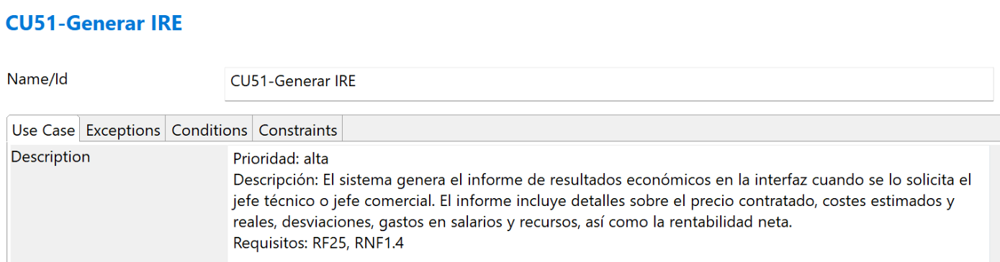 CU51-Generar IRE
Name/Id
CU51-Generar IRE
Use Case Exceptions Conditions Constraints
Description
Prioridad: alta
Descripción: El sistema genera el informe de resultados económicos en la interfaz cuando se lo solicita el
jefe técnico o jefe comercial. El informe incluye detalles sobre el precio contratado, costes estimados y
reales, desviaciones, gastos en salarios y recursos, así como la rentabilidad neta.
Requisitos: RF25, RNF1.4